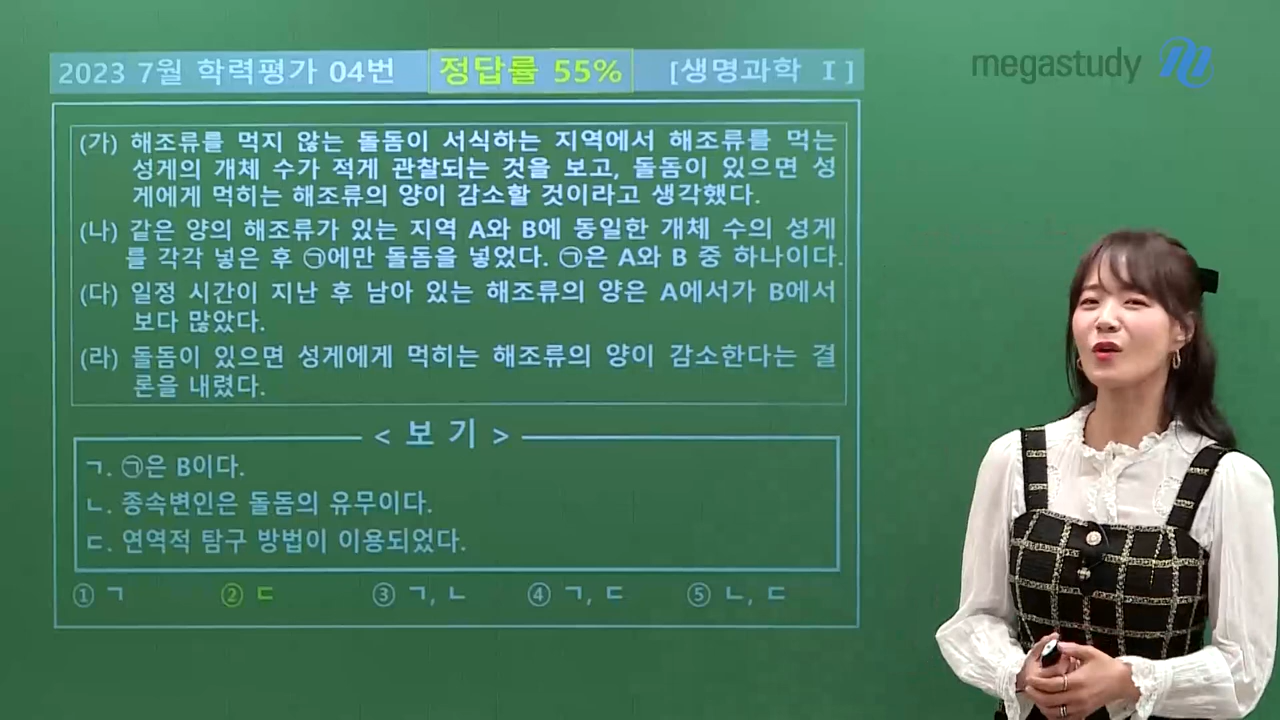 2023 7월 학력평가 04번 정답률 55% [생명과학 Ⅰ]
megastudy
(가) 해조류를 먹지 않는 돌돔이 서식하는 지역에서 해조류를 먹는
성게의 개체 수가 적게 관찰되는 것을 보고, 돌돔이 있으면 성
게에게 먹히는 해조류의 양이 감소할 것이라고 생각했다.
(나) 같은 양의 해조류가 있는 지역 A와 B에 동일한 개체 수의 성게
를 각각 넣은 후 ㉠에만 돌돔을 넣었다. ㉠은 A와 B 중 하나이다.
(다) 일정 시간이 지난 후 남아 있는 해조류의 양은 A에서가 B에서
보다 많았다.
(라) 돌돔이 있으면 성게에게 먹히는 해조류의 양이 감소한다는 결
론을 내렸다.
< 보 기 >
ㄱ. ㉠은 B이다.
ㄴ. 종속변인은 돌돔의 유무이다.
ㄷ. 연역적 탐구 방법이 이용되었다.
① ㄱ ② ㄷ ③ ㄱ, ㄴ ④ ㄱ, ㄷ ⑤ ㄴ, ㄷ